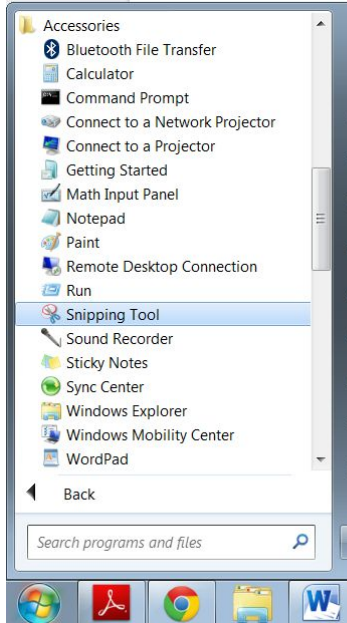 Accessories
Bluetooth File Transfer
Calculator
Command Prompt
Connect to a Network Projector
Connect to a Projector
Getting Started
Math Input Panel
Notepad
Paint
Remote Desktop Connection
Run
Snipping Tool
Sound Recorder
Sticky Notes
Sync Center
Windows Explorer
Windows Mobility Center
WordPad
Back
Search programs and files
W